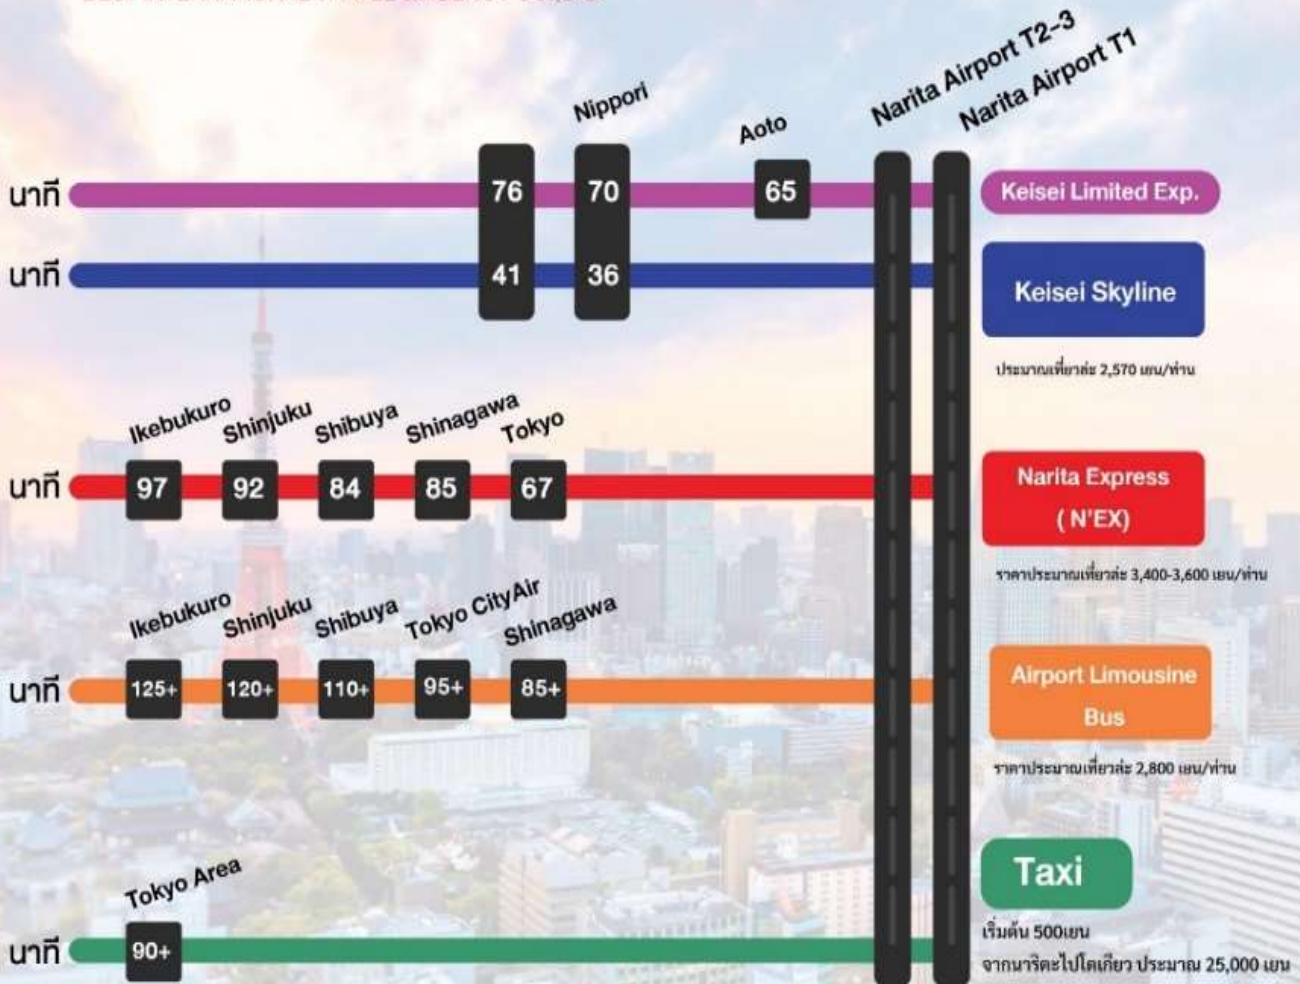 Narita Airport T2-3
Narita Airport T1
Nippori
Aoto
นาที
76
70
65
Keisei Limited Exp.
นาที
41
36
Keisei Skyline
ประมาณเที่ยวล่ะ 2,570 เยน/ท่าน
Ikebukuro
Shinjuku
Shibuya
Shinagawa
Tokyo
นาที
97
92
84
85
67
Narita Express
( N'EX)
ราคาประมาณเที่ยวล่ะ 3,400-3,600 เยน/ท่าน
Ikebukuro
Shinjuku
Shibuya
Tokyo CityAir
Shinagawa
นาที
125+
120+
110+
95+
85+
Airport Limousine
Bus
ราคาประมาณเที่ยวละ 2,800 เยน/ท่าน
Tokyo Area
นาที
90+
Taxi
เริ่มต้น 500เยน
จากนาริตะไปโตเกียว ประมาณ 25,000 เยน